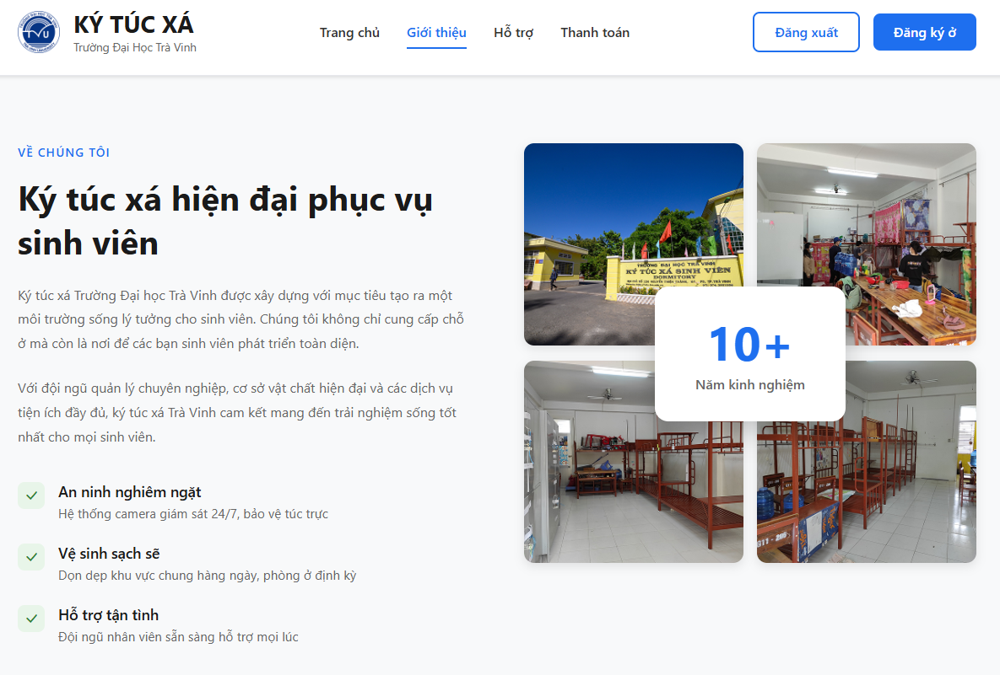 KÝ TÚC XÁ
Trường Đại Học Trà Vinh
Trang chủ
Giới thiệu
Hỗ trợ
Thanh toán
Đăng xuất
Đăng ký ở
VỀ CHÚNG TÔI
Ký túc xá hiện đại phục vụ
sinh viên
Ký túc xá Trường Đại học Trà Vinh được xây dựng với mục tiêu tạo ra một
môi trường sống lý tưởng cho sinh viên. Chúng tôi không chỉ cung cấp chỗ
ở mà còn là nơi để các bạn sinh viên phát triển toàn diện.
Với đội ngũ quản lý chuyên nghiệp, cơ sở vật chất hiện đại và các dịch vụ
tiện ích đầy đủ, ký túc xá Trà Vinh cam kết mang đến trải nghiệm sống tốt
nhất cho mọi sinh viên.
An ninh nghiêm ngặt
Hệ thống camera giám sát 24/7, bảo vệ túc trực
Vệ sinh sạch sẽ
Dọn dẹp khu vực chung hàng ngày, phòng ở định kỳ
Hỗ trợ tận tình
Đội ngũ nhân viên sẵn sàng hỗ trợ mọi lúc
TRƯỜNG ĐẠI HỌC TRÀ VINH
KÝ TÚC XÁ SINH VIÊN
DORMITORY
10+
Năm kinh nghiệm